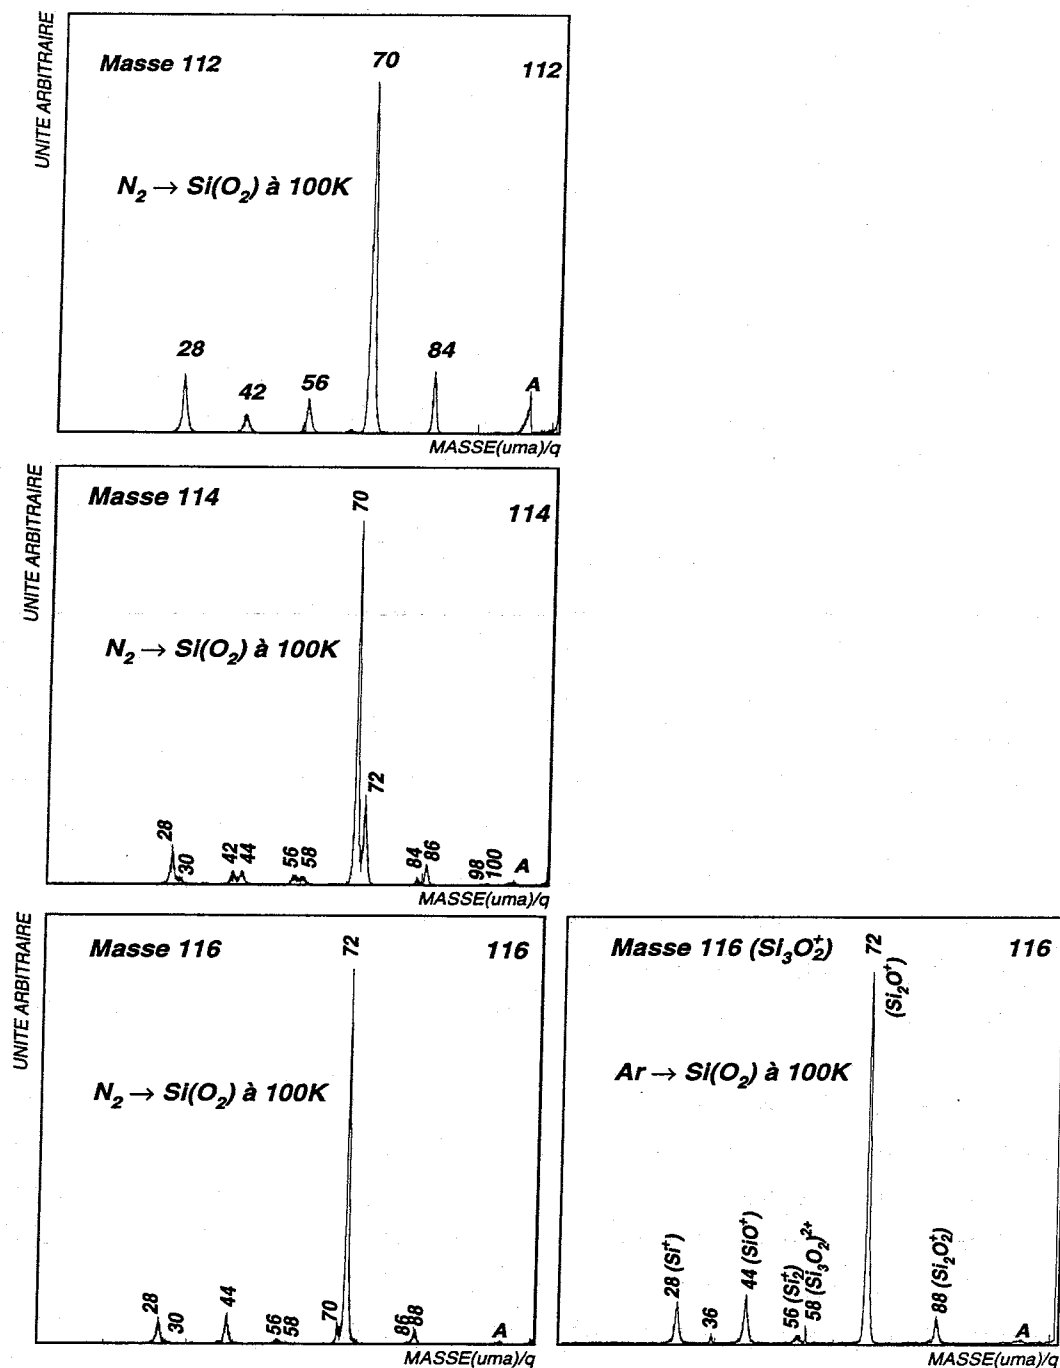 UNITE ARBITRAIRE
Masse 112
70
112
N₂ → Si(O₂) à 100K
28
42
56
84
A
MASSE(uma)/q
UNITE ARBITRAIRE
Masse 114
70
114
N₂ → Si(O₂) à 100K
72
28
30
42
44
56
58
84
86
98
100
A
MASSE(uma)/q
UNITE ARBITRAIRE
Masse 116
72
116
N₂ → Si(O₂) à 100K
28
30
44
56
58
70
86
88
A
MASSE(uma)/q
Masse 116 (Si₃O₂⁺)
72
(Si₂O⁺)
116
Ar → Si(O₂) à 100K
28 (Si⁺)
36
44 (SiO⁺)
56 (Si₂⁺)
58 (Si₃O₂)²⁺
88 (Si₂O₂⁺)
A
MASSE(uma)/q